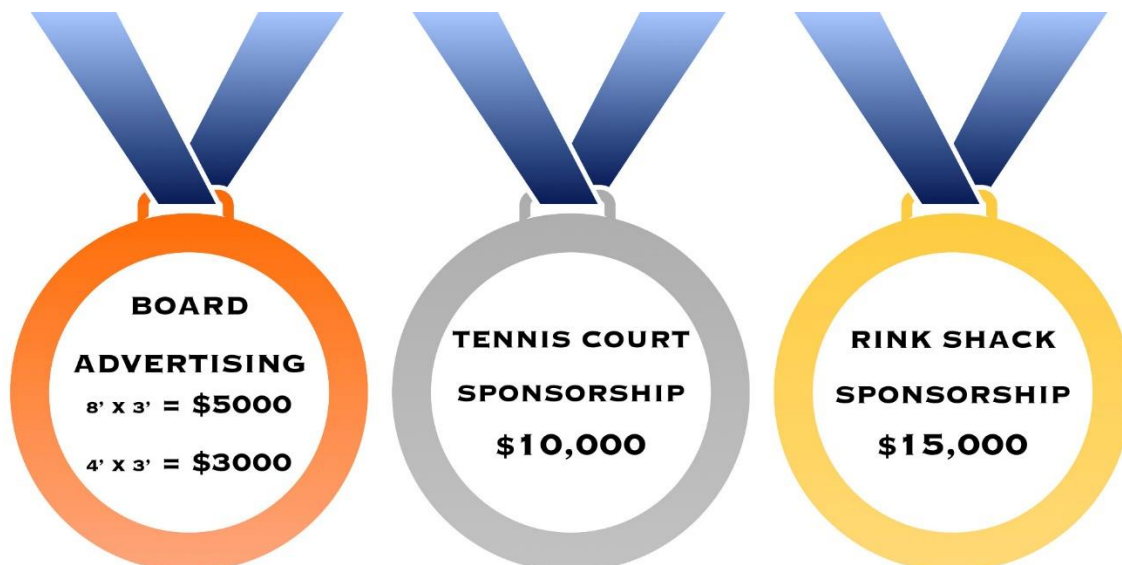 BOARD
ADVERTISING
8' X 3' = $5000
4' X 3' = $3000
TENNIS COURT
SPONSORSHIP
$10,000
RINK SHACK
SPONSORSHIP
$15,000